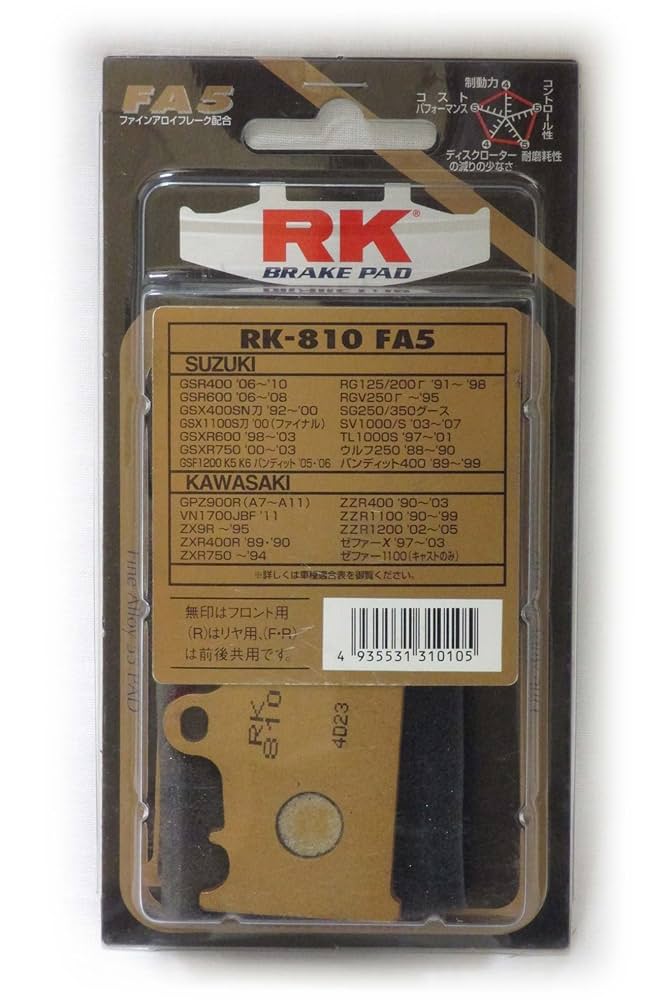 FA5
ファインアロイフレーク配合
制動力
4
コントロール性
5
コスト
パフォーマンス
5
ディスクローター
の減りの少なさ
4
耐磨耗性
5
RK®
BRAKE PAD
RK-810 FA5
SUZUKI
GSR400 '06～'10
GSR600 '06～'08
GSX400SN刀 '92～'00
GSX1100S刀 '00(ファイナル)
GSXR600 '98～'03
GSXR750 '00～'03
GSF1200 K5 K6 バンディット '05・'06
RG125/200Γ '91～'98
RGV250Γ ～'95
SG250/350グース
SV1000/S '03～'07
TL1000S '97～'01
ウルフ250 '88～'90
バンディット400 '89～'99
KAWASAKI
GPZ900R(A7～A11)
VN1700JBF '11
ZX9R ～'95
ZXR400R '89・'90
ZXR750 ～'94
ZZR400 '90～'03
ZZR1100 '90～'99
ZZR1200 '02～'05
ゼファーχ '97～'03
ゼファー1100(キャストのみ)
※詳しくは車種適合表を御覧ください。
無印はフロント用
(R)はリヤ用、(F・R)
は前後共用です。
4 935531 310105
Fine Alloy 55 PAD
RK
810
4D23